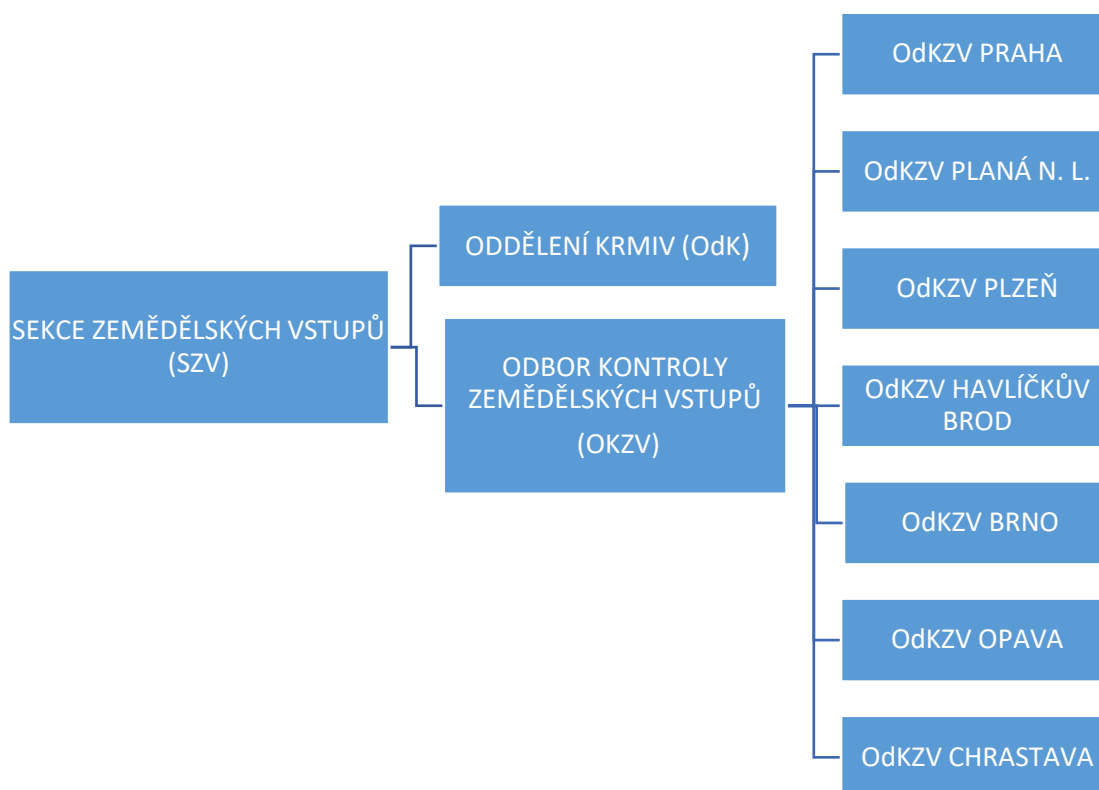 SEKCE ZEMĚDĚLSKÝCH VSTUPŮ
(SZV)
ODDĚLENÍ KRMIV (OdK)
ODBOR KONTROLY
ZEMĚDĚLSKÝCH VSTUPŮ
(OKZV)
OdKZV PRAHA
OdKZV PLANÁ N. L.
OdKZV PLZEŇ
OdKZV HAVLÍČKŮV
BROD
OdKZV BRNO
OdKZV OPAVA
OdKZV CHRASTAVA